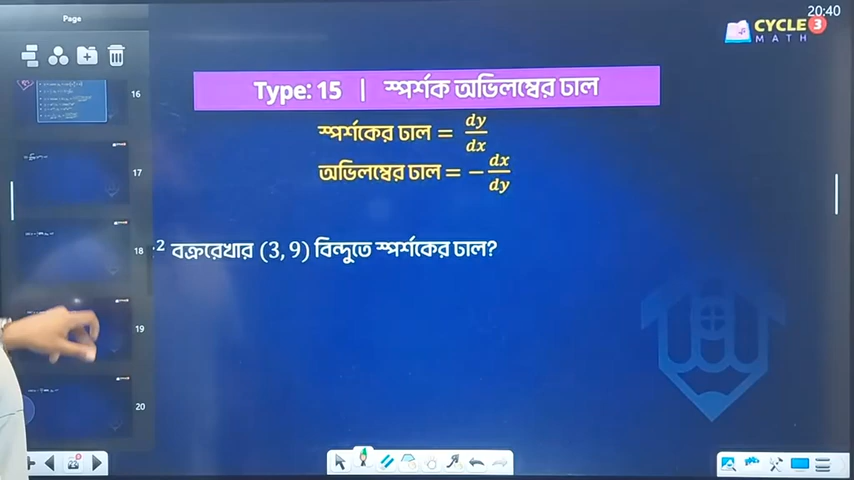 20:40
Page
CYCLE 3
MATH
Type: 15 | স্পর্শক অভিলম্বের ঢাল
16
স্পর্শকের ঢাল = dy/dx
17
অভিলম্বের ঢাল = −dx/dy
18
² বক্ররেখার (3, 9) বিন্দুতে স্পর্শকের ঢাল?
19
20